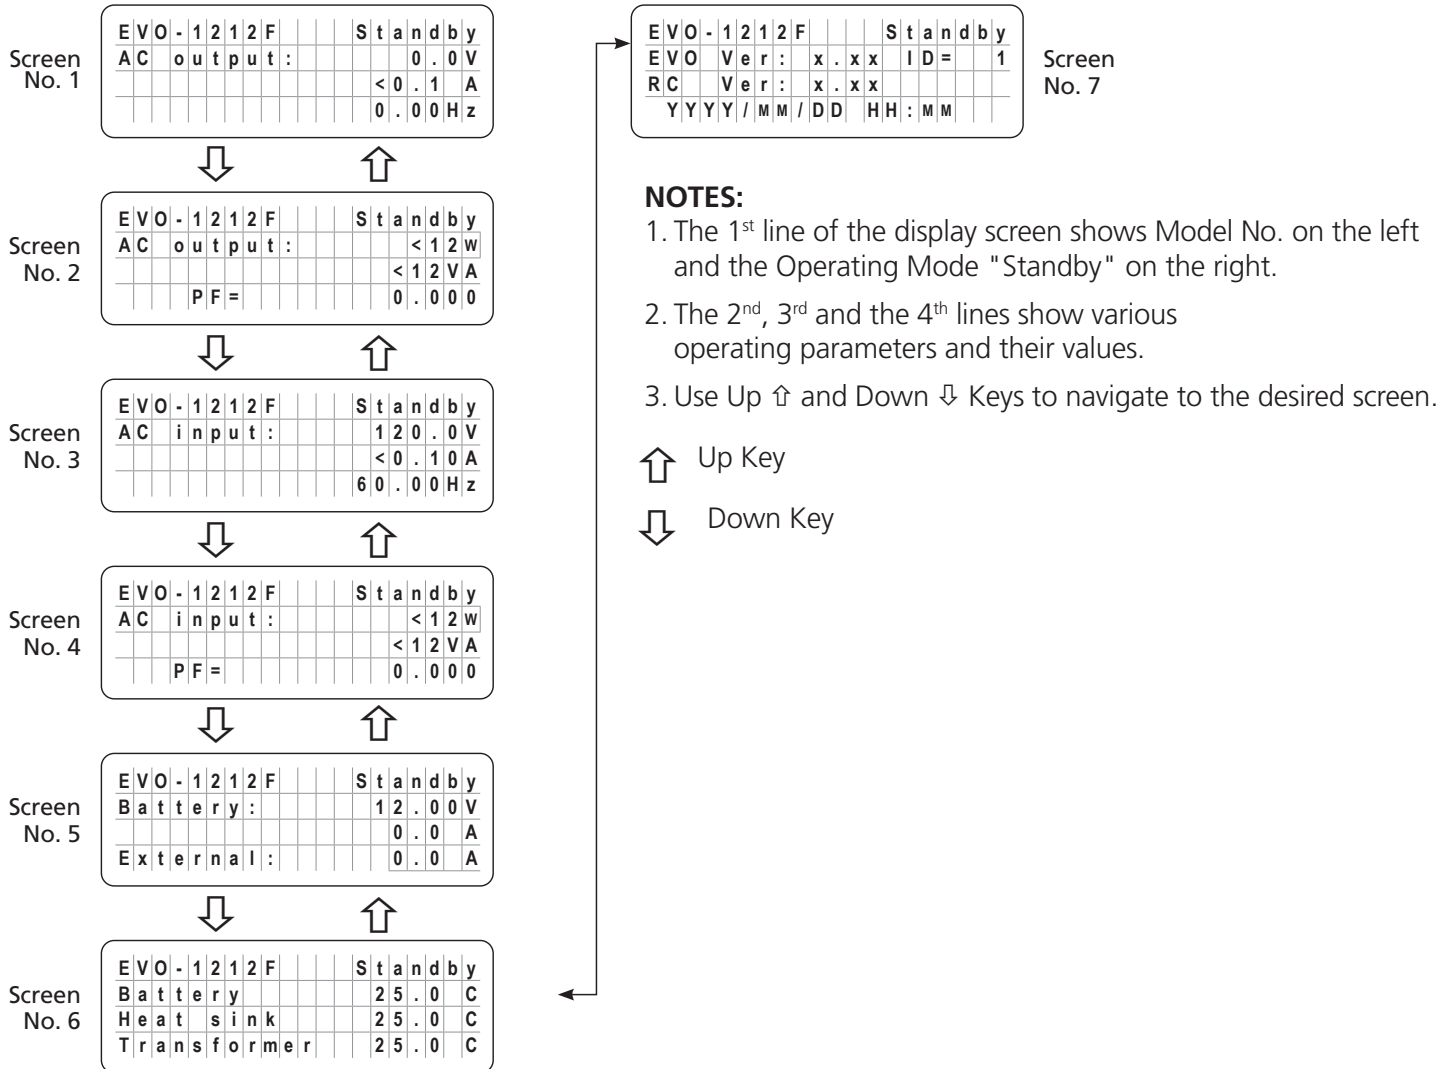 Screen No. 1
EVO-1212F Standby
AC output: 0.0V
<0.1 A
0.00Hz
Screen No. 2
EVO-1212F Standby
AC output: <12W
<12VA
PF= 0.000
Screen No. 3
EVO-1212F Standby
AC input: 120.0V
<0.10A
60.00Hz
Screen No. 4
EVO-1212F Standby
AC input: <12W
<12VA
PF= 0.000
Screen No. 5
EVO-1212F Standby
Battery: 12.00V
0.0 A
External: 0.0 A
Screen No. 6
EVO-1212F Standby
Battery 25.0 C
Heat sink 25.0 C
Transformer 25.0 C
EVO-1212F Standby
EVO Ver: x.xx ID= 1
RC Ver: x.xx
YYYY/MM/DD HH:MM
Screen No. 7
NOTES:
1. The 1st line of the display screen shows Model No. on the left
and the Operating Mode "Standby" on the right.
2. The 2nd, 3rd and the 4th lines show various
operating parameters and their values.
3. Use Up ⇧ and Down ⇩ Keys to navigate to the desired screen.
⇧ Up Key
⇩ Down Key